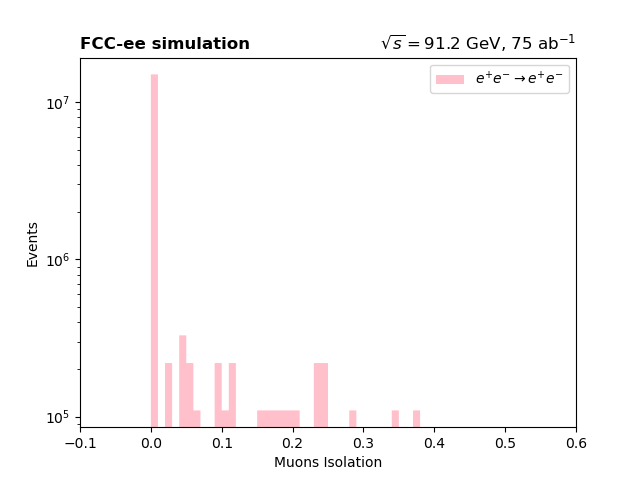 FCC-ee simulation
√s = 91.2 GeV, 75 ab⁻¹
e⁺e⁻ → e⁺e⁻
10⁷
10⁶
10⁵
Events
−0.1 0.0 0.1 0.2 0.3 0.4 0.5 0.6
Muons Isolation